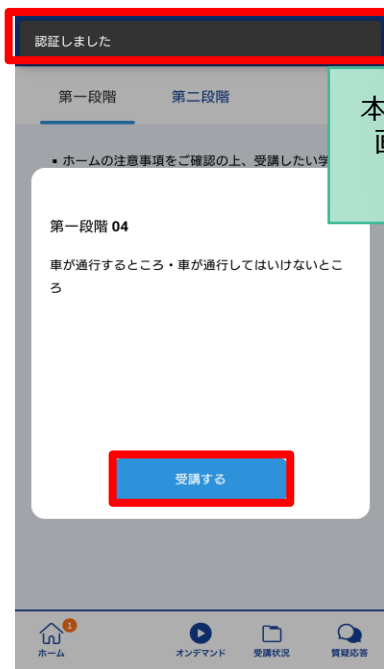 認証しました
第一段階 第二段階
本
▪ ホームの注意事項をご確認の上、受講したい学
第一段階 04
車が通行するところ・車が通行してはいけないとこ
ろ
受講する
1
ホーム オンデマンド 受講状況 質疑応答